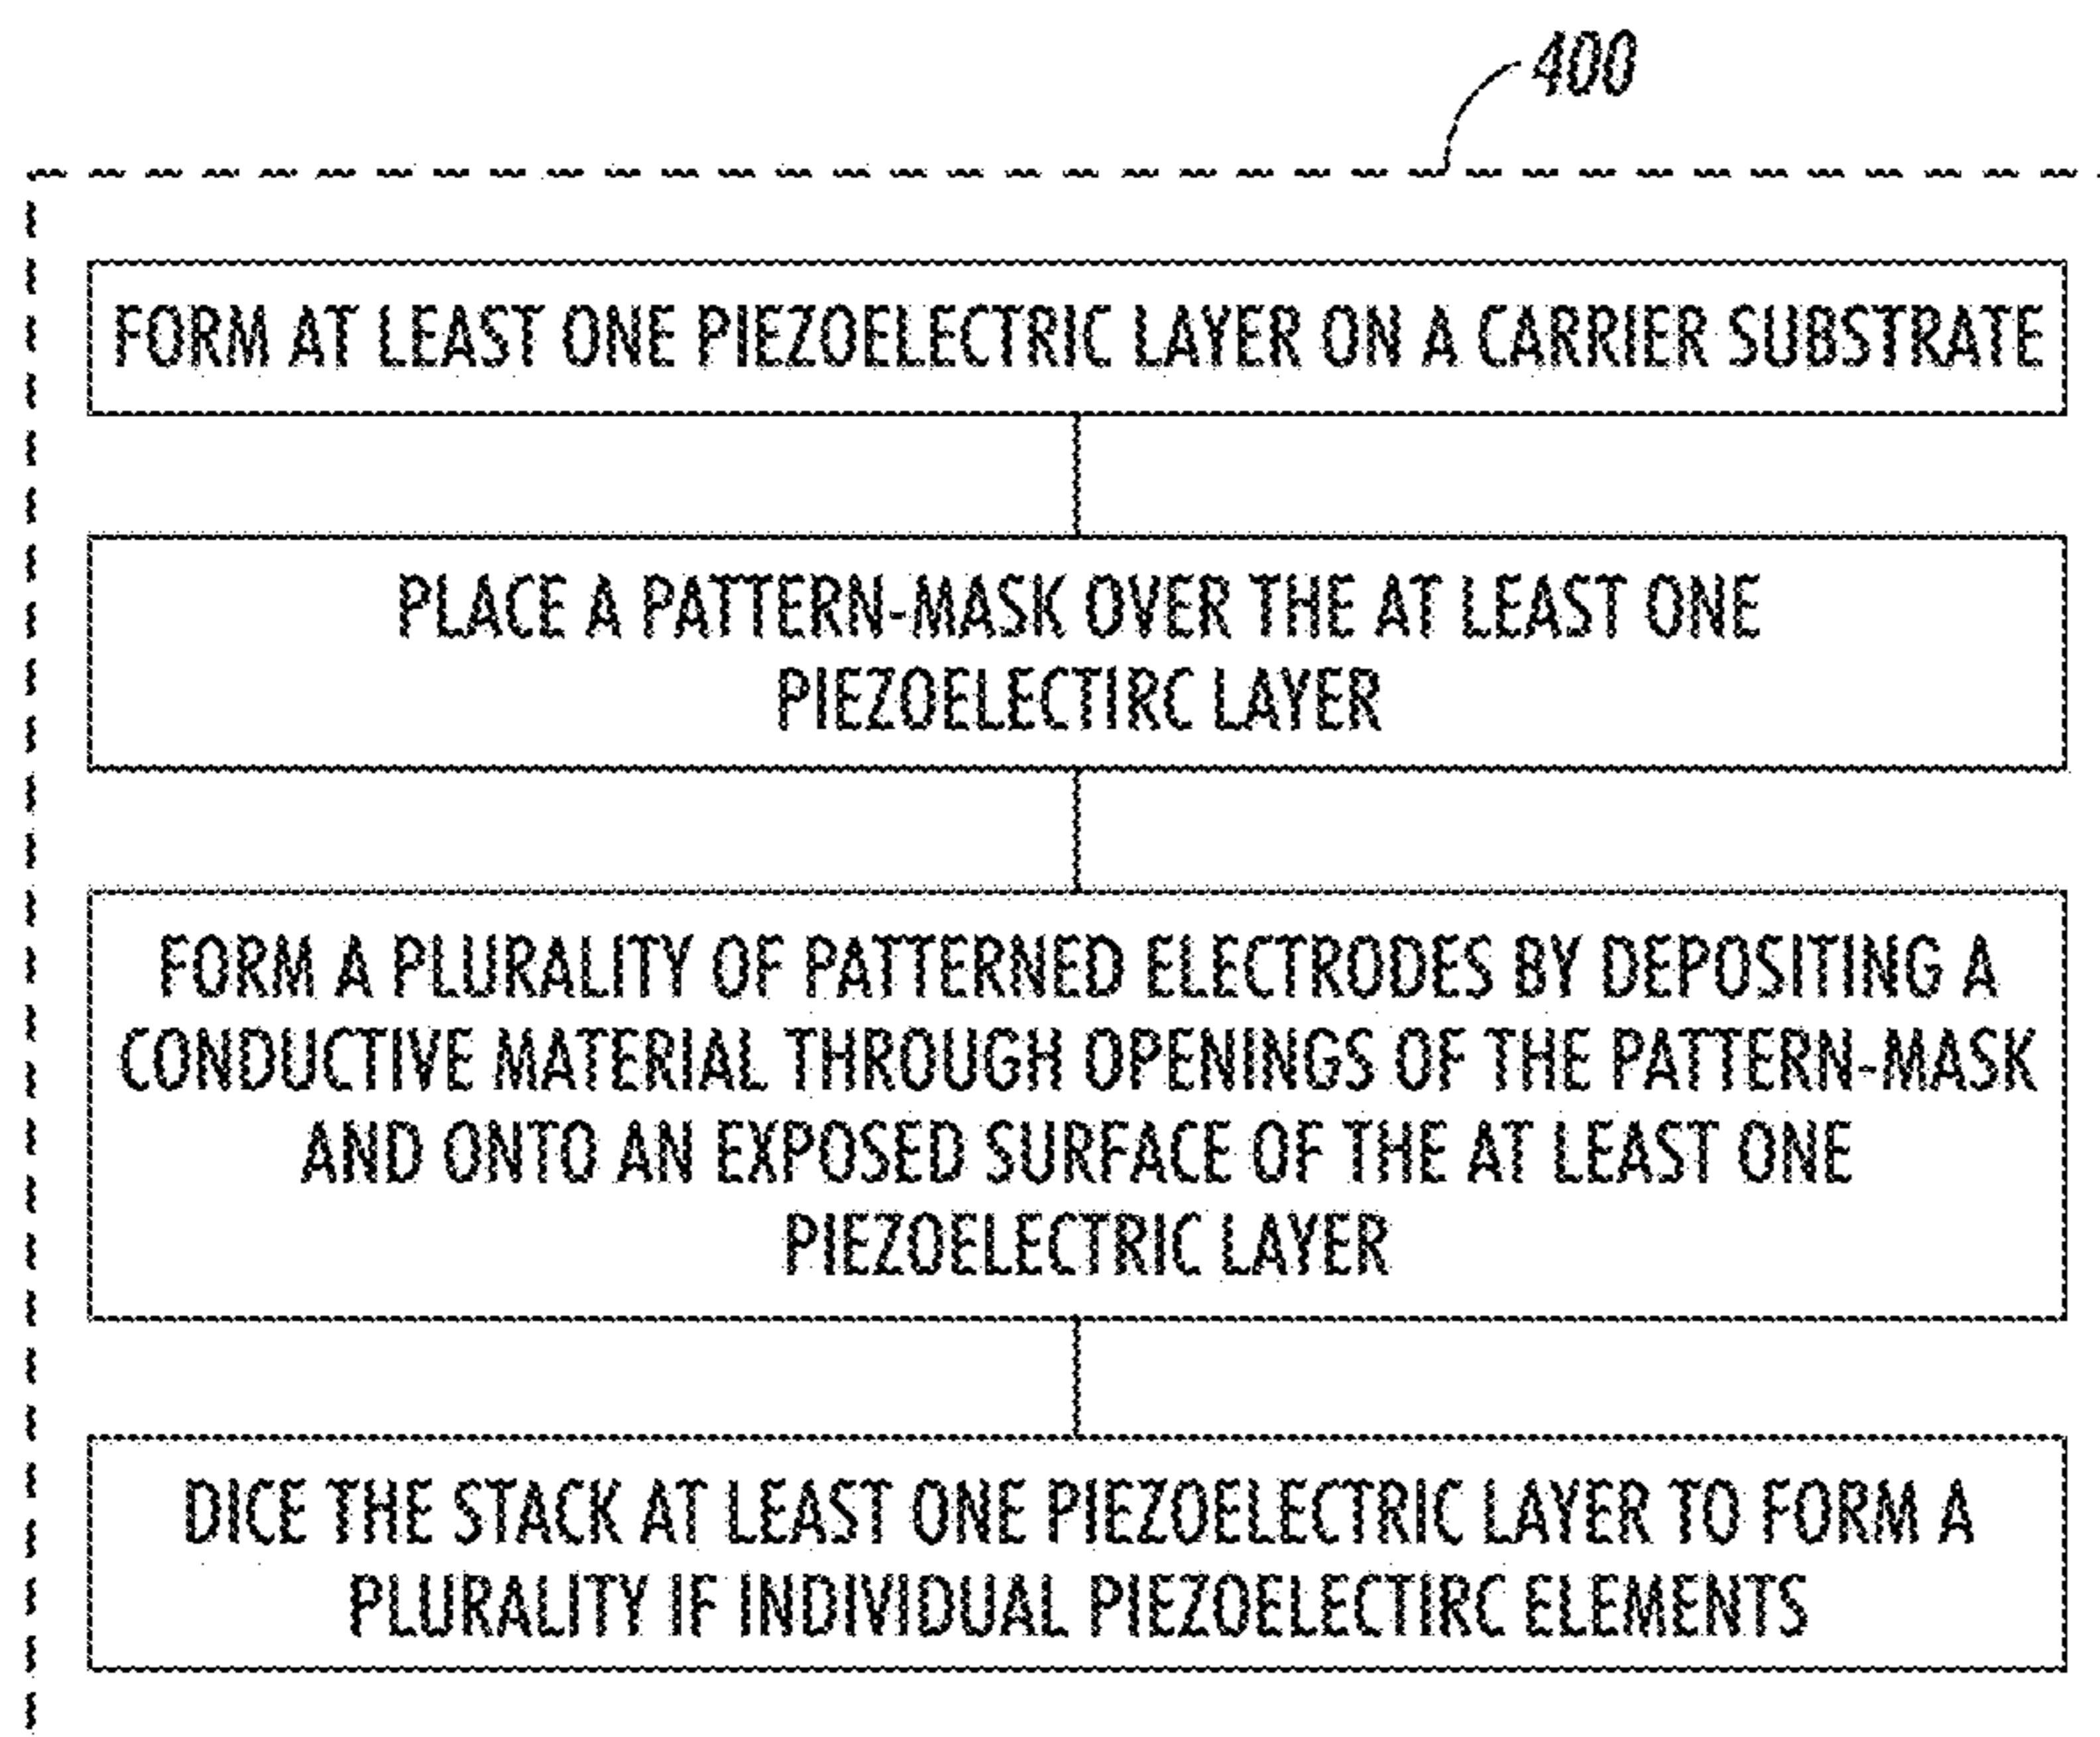 400
FORM AT LEAST ONE PIEZOELECTRIC LAYER ON A CARRIER SUBSTRATE
PLACE A PATTERN-MASK OVER THE AT LEAST ONE
PIEZOELECTIRC LAYER
FORM A PLURALITY OF PATTERNED ELECTRODES BY DEPOSITING A
CONDUCTIVE MATERIAL THROUGH OPENINGS OF THE PATTERN-MASK
AND ONTO AN EXPOSED SURFACE OF THE AT LEAST ONE
PIEZOELECTRIC LAYER
DICE THE STACK AT LEAST ONE PIEZOELECTRIC LAYER TO FORM A
PLURALITY IF INDIVIDUAL PIEZOELECTIRC ELEMENTS